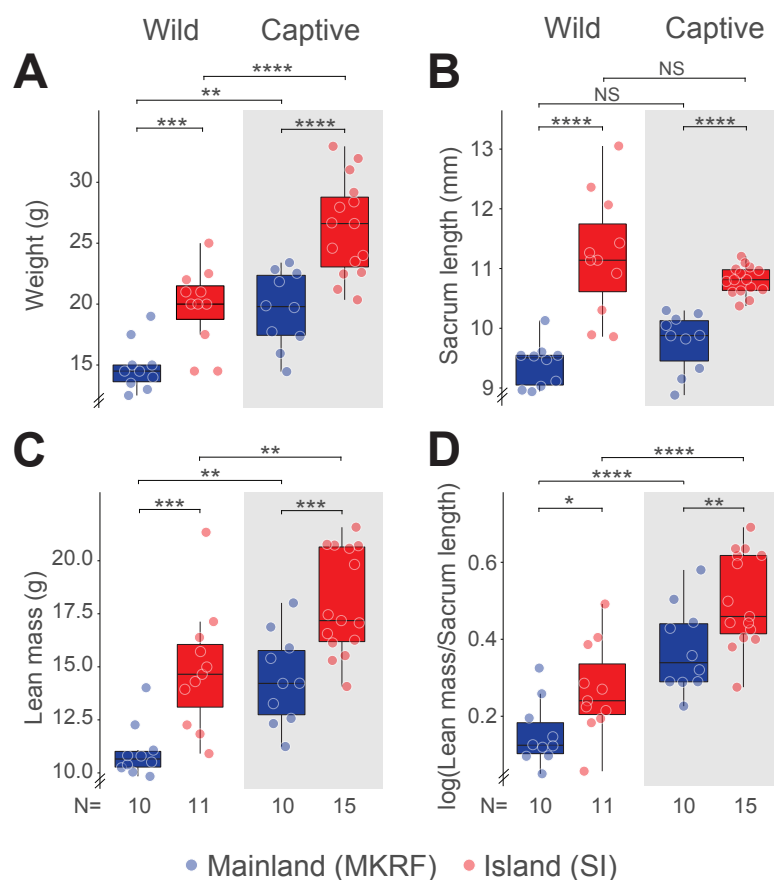 Wild Captive Wild Captive
A B
**** NS
** NS
*** **** **** ****
Weight (g)
30
25
20
15
Sacrum length (mm)
13
12
11
10
9
C D
** ****
** ****
*** *** * **
Lean mass (g)
20.0
17.5
15.0
12.5
10.0
log(Lean mass/Sacrum length)
0.6
0.4
0.2
N= 10 11 10 15 N= 10 11 10 15
Mainland (MKRF) Island (SI)